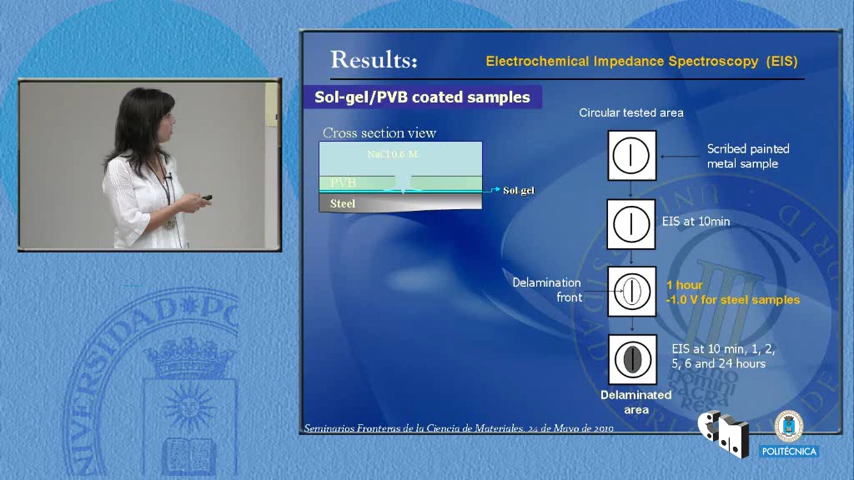 Results:
Electrochemical Impedance Spectroscopy (EIS)
Sol-gel/PVB coated samples
Cross section view
NaCl 0.6 M
PVB
Steel
Sol-gel
Circular tested area
Scribed painted
metal sample
EIS at 10min
Delamination
front
1 hour
-1.0 V for steel samples
EIS at 10 min, 1, 2,
5, 6 and 24 hours
Delaminated
area
Seminarios Fronteras de la Ciencia de Materiales, 24 de Mayo de 2010
POLITÉCNICA